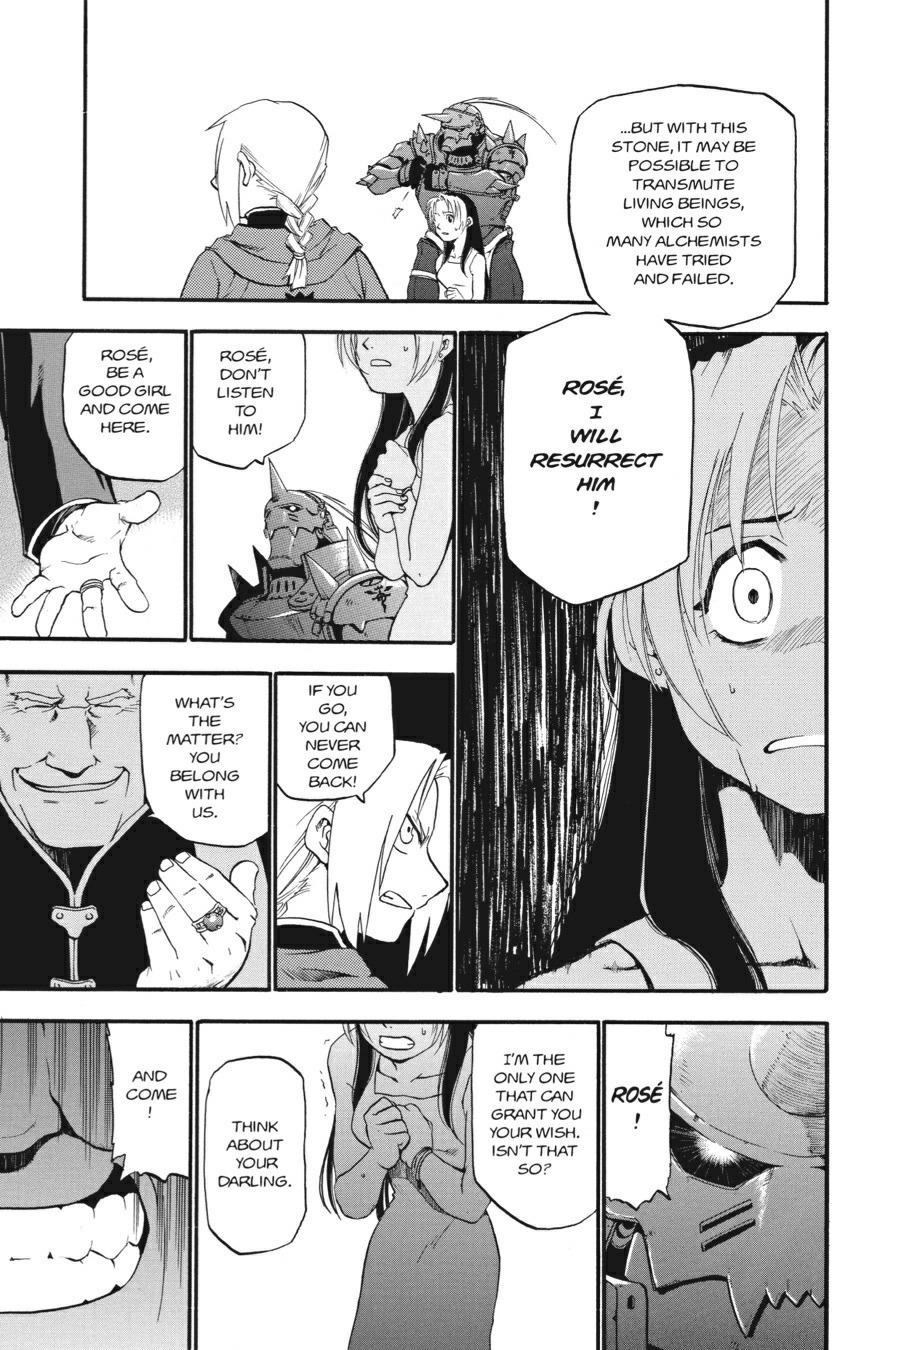 ...BUT WITH THIS
STONE, IT MAY BE
POSSIBLE TO
TRANSMUTE
LIVING BEINGS,
WHICH SO
MANY ALCHEMISTS
HAVE TRIED
AND FAILED.
ROSÉ,
I
WILL
RESURRECT
HIM
!
ROSÉ,
DON'T
LISTEN
TO
HIM!
ROSÉ,
BE A
GOOD GIRL
AND COME
HERE.
IF YOU
GO,
YOU CAN
NEVER
COME
BACK!
WHAT'S
THE
MATTER?
YOU
BELONG
WITH
US.
ROSÉ
!
I'M THE
ONLY ONE
THAT CAN
GRANT YOU
YOUR WISH.
ISN'T THAT
SO?
THINK
ABOUT
YOUR
DARLING.
AND
COME
!